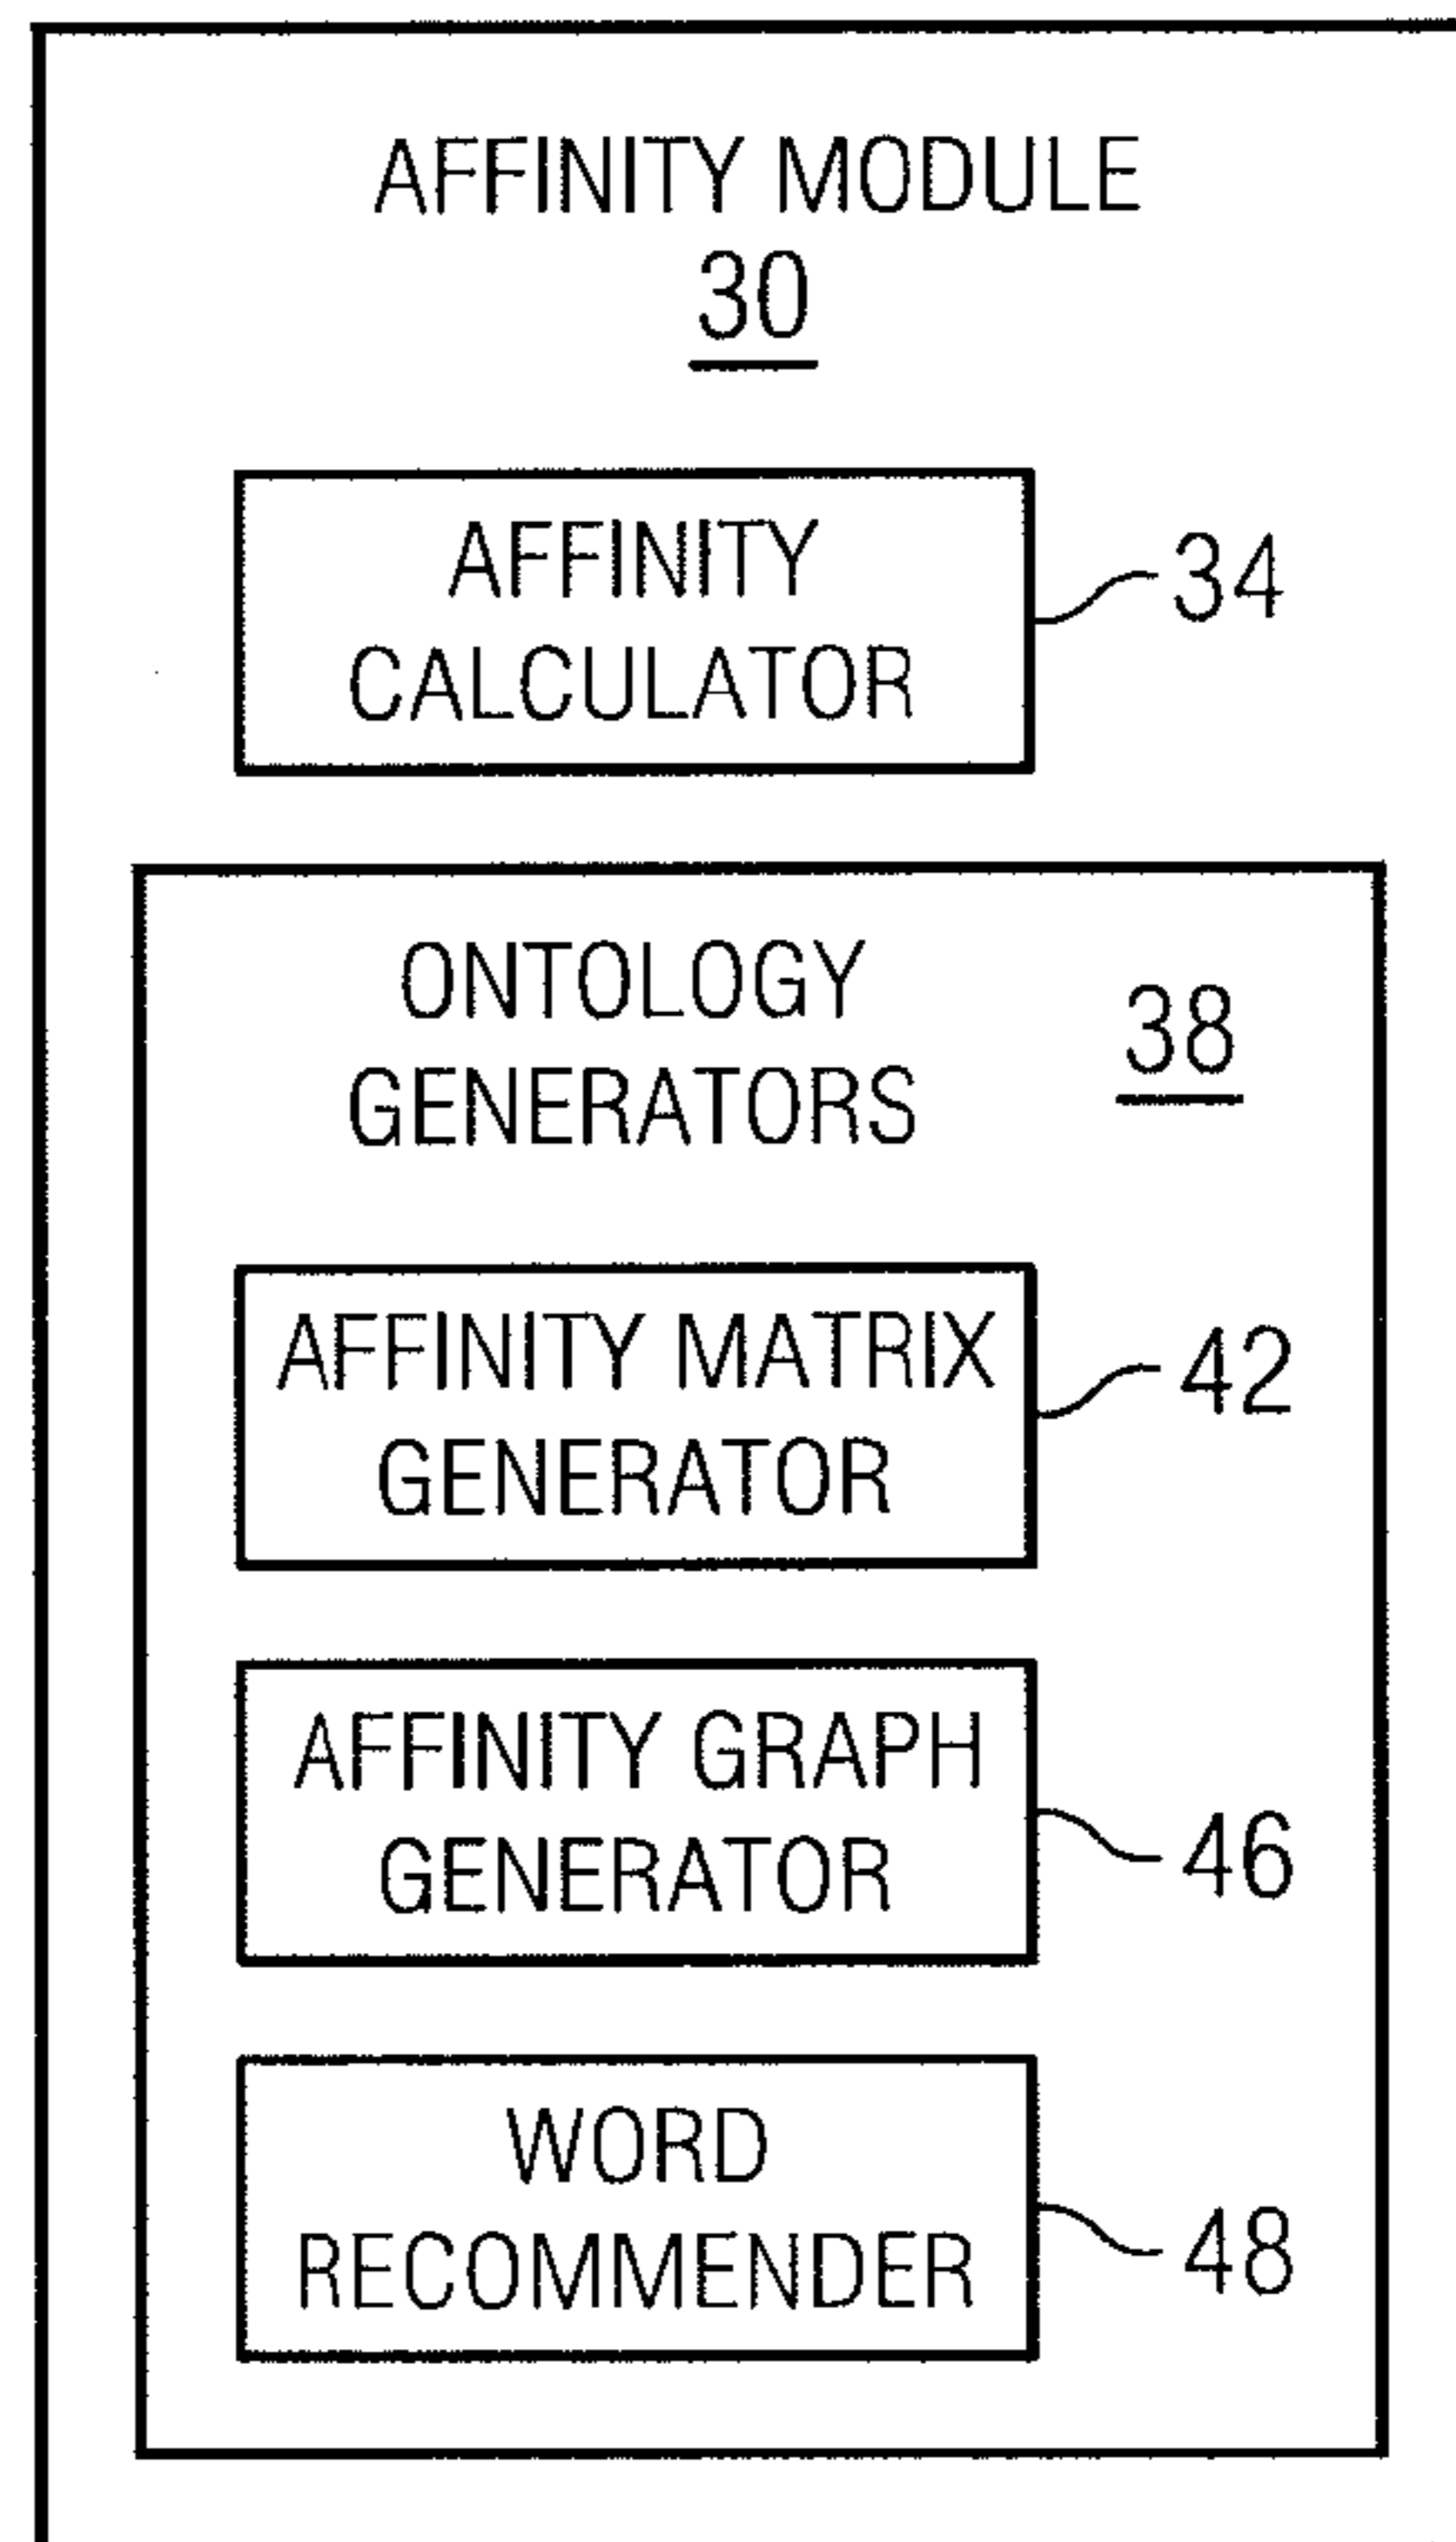 AFFINITY MODULE
30
AFFINITY
CALCULATOR
34
ONTOLOGY
GENERATORS
38
AFFINITY MATRIX
GENERATOR
42
AFFINITY GRAPH
GENERATOR
46
WORD
RECOMMENDER
48